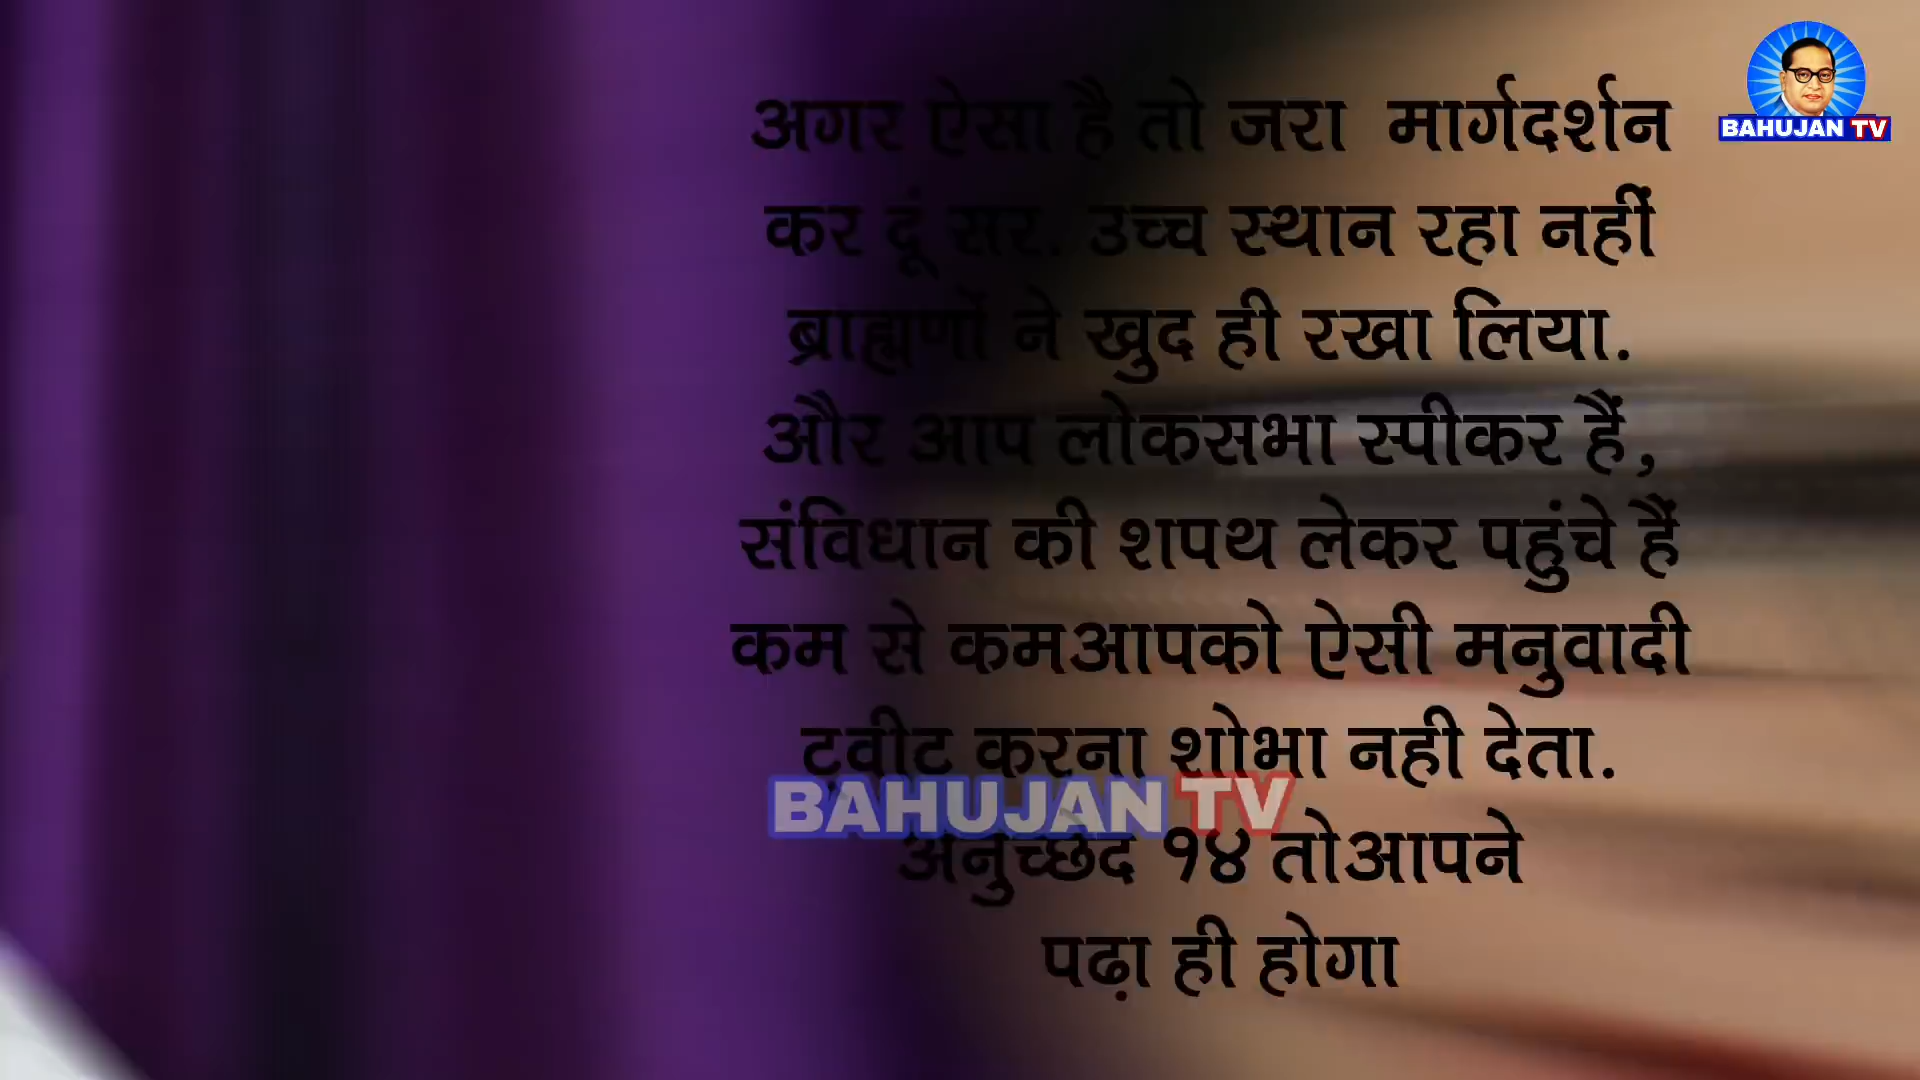 BAHUJAN TV
अगर ऐसा है तो जरा मार्गदर्शन
कर दूं सर. उच्च स्थान रहा नहीं
ब्राह्मणों ने खुद ही रखा लिया.
और आप लोकसभा स्पीकर हैं,
संविधान की शपथ लेकर पहुंचे हैं
कम से कमआपको ऐसी मनुवादी
ट्वीट करना शोभा नही देता.
BAHUJAN TV
अनुच्छेद १४ तोआपने
पढ़ा ही होगा